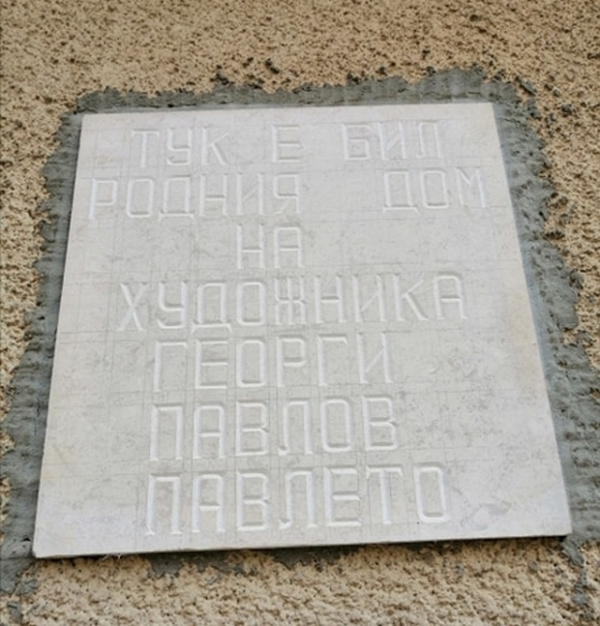 ТУК Е БИЛ
РОДНИЯ ДОМ
НА
ХУДОЖНИКА
ГЕОРГИ
ПАВЛОВ
ПАВЛЕТО